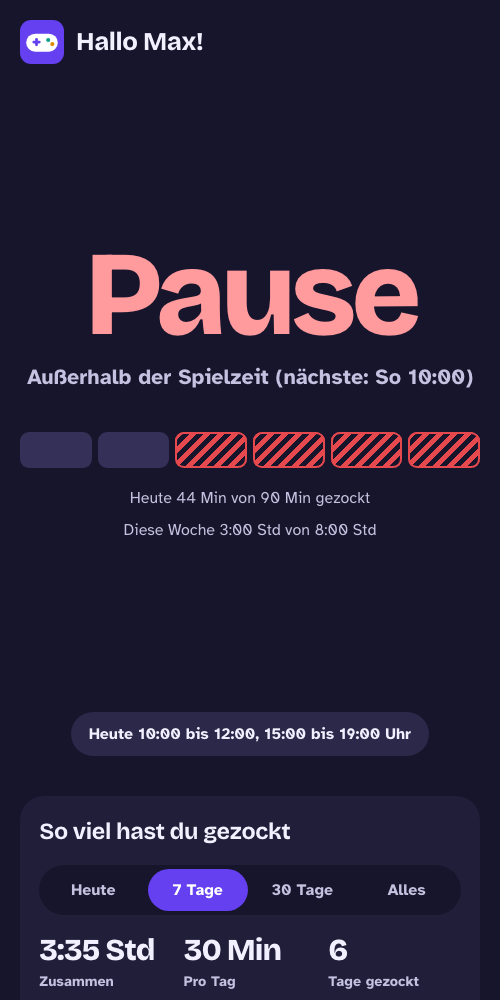 Hallo Max!
Pause
Außerhalb der Spielzeit (nächste: So 10:00)
Heute 44 Min von 90 Min gezockt
Diese Woche 3:00 Std von 8:00 Std
Heute 10:00 bis 12:00, 15:00 bis 19:00 Uhr
So viel hast du gezockt
Heute 7 Tage 30 Tage Alles
3:35 Std 30 Min 6
Zusammen Pro Tag Tage gezockt